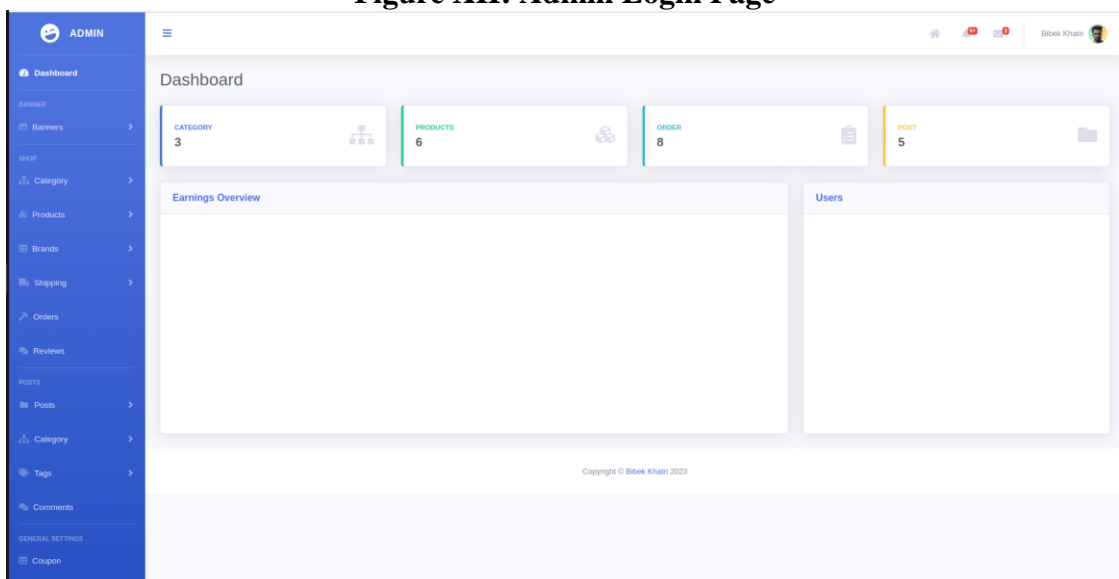 Figure XIII: Admin Login Page
ADMIN
Bibek Khatri
Dashboard
BANNER
Banners
SHOP
Category
Products
Brands
Shipping
Orders
Reviews
POSTS
Posts
Category
Tags
Comments
GENERAL SETTINGS
Coupon
Dashboard
CATEGORY
3
PRODUCTS
6
ORDER
8
POST
5
Earnings Overview
Users
Copyright © Bibek Khatri 2023